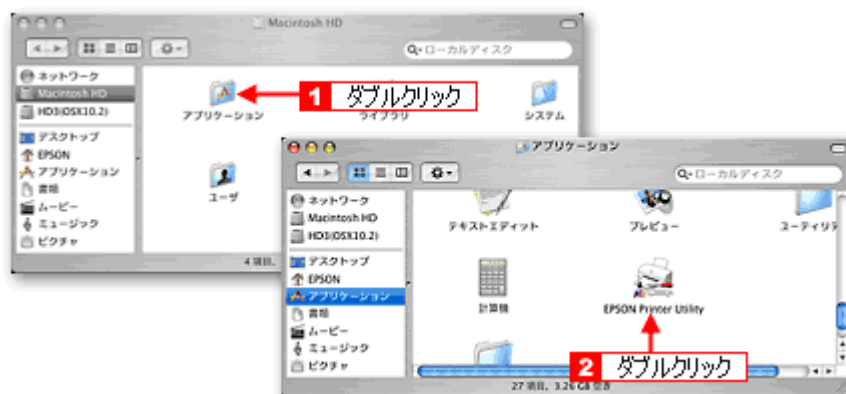 Macintosh HD
ローカルディスク
ネットワーク
Macintosh HD
HD3(OSX10.2)
デスクトップ
EPSON
アプリケーション
書類
ムービー
ミュージック
ピクチャ
アプリケーション
1 ダブルクリック
ライブラリ
システム
ユーザ
4 項目、
アプリケーション
ローカルディスク
ネットワーク
Macintosh HD
HD3(OSX10.2)
デスクトップ
EPSON
アプリケーション
書類
ムービー
ミュージック
ピクチャ
テキストエディット
プレビュー
ユーティリテ
計算機
EPSON Printer Utility
2 ダブルクリック
27 項目、3.26 GB 空き